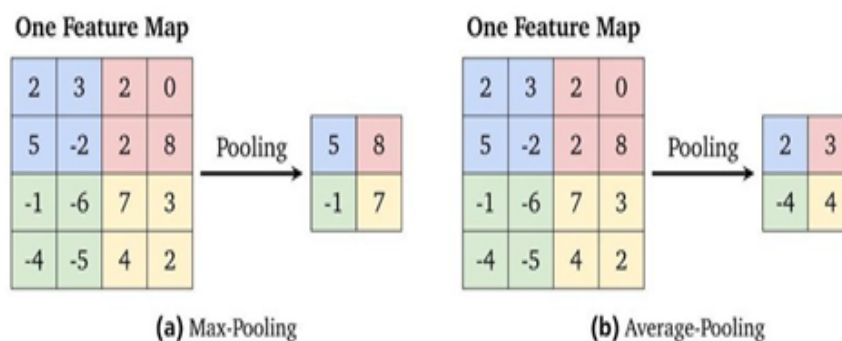 One Feature Map
2 3 2 0
5 -2 2 8
-1 -6 7 3
-4 -5 4 2
Pooling
5 8
-1 7
(a) Max-Pooling
One Feature Map
2 3 2 0
5 -2 2 8
-1 -6 7 3
-4 -5 4 2
Pooling
2 3
-4 4
(b) Average-Pooling